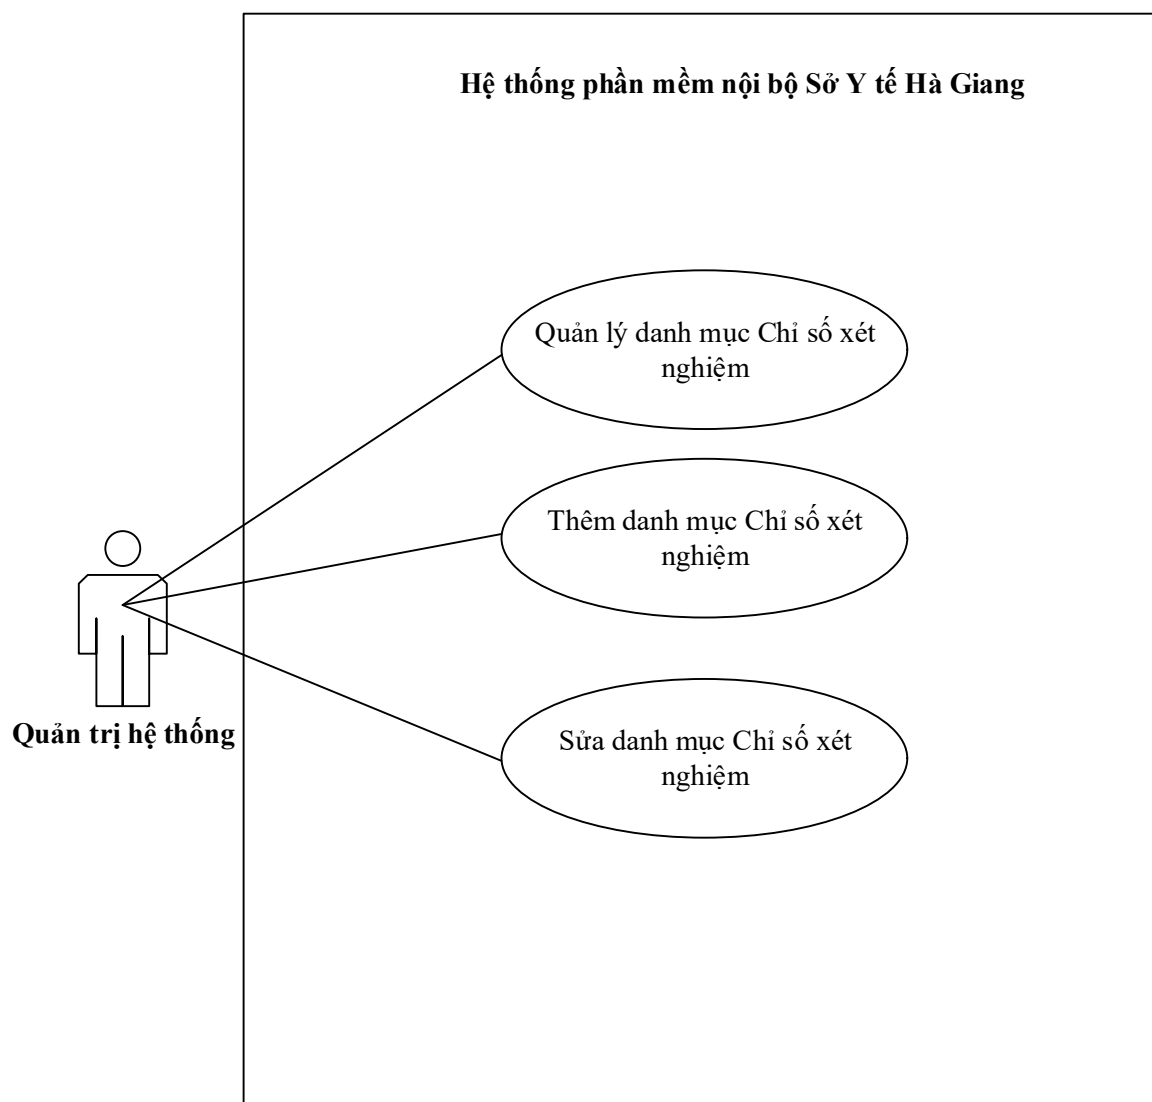 Hệ thống phần mềm nội bộ Sở Y tế Hà Giang
Quản lý danh mục Chỉ số xét
nghiệm
Thêm danh mục Chỉ số xét
nghiệm
Sửa danh mục Chỉ số xét
nghiệm
Quản trị hệ thống